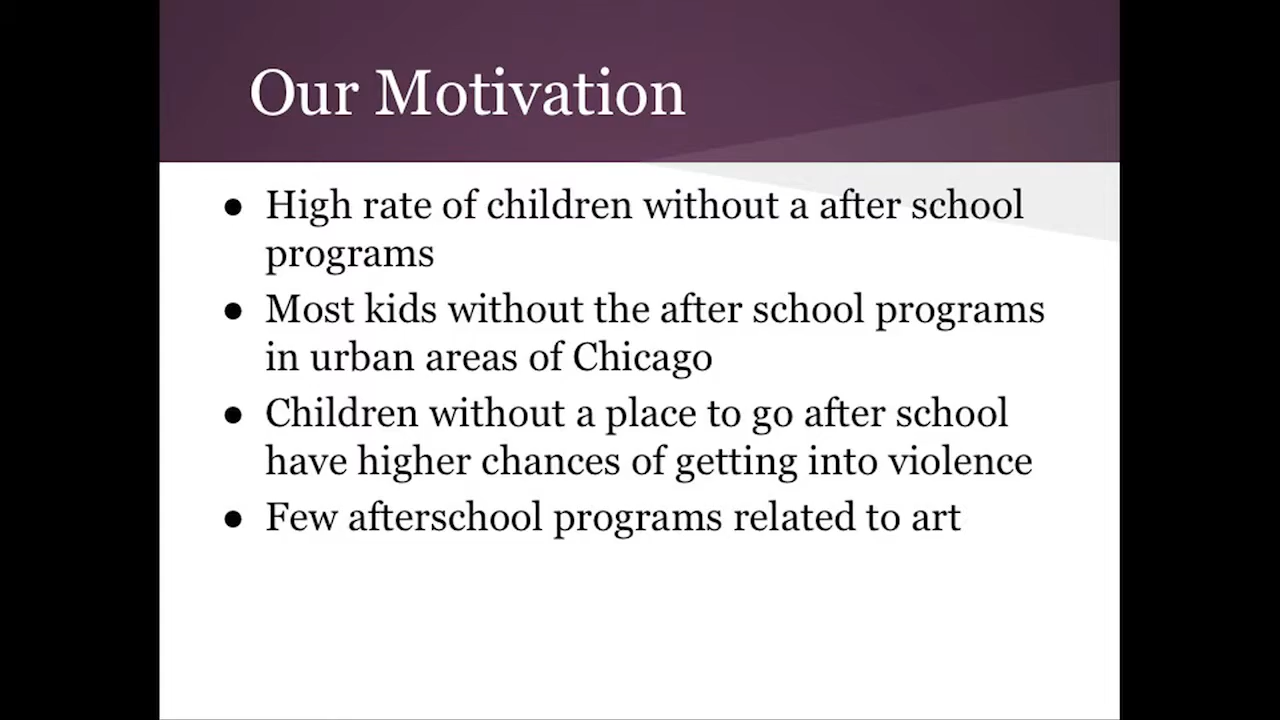 Our Motivation
● High rate of children without a after school
programs
● Most kids without the after school programs
in urban areas of Chicago
● Children without a place to go after school
have higher chances of getting into violence
● Few afterschool programs related to art